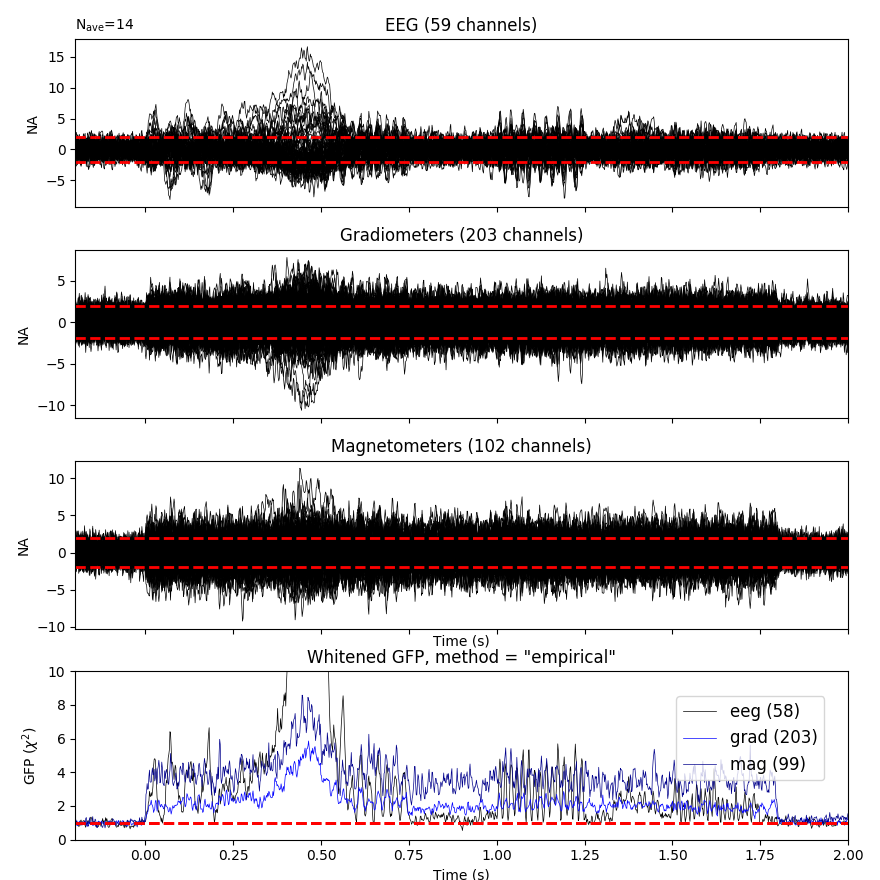 N_ave=14
EEG (59 channels)
15
10
5
0
−5
NA
Gradiometers (203 channels)
5
0
−5
−10
NA
Magnetometers (102 channels)
10
5
0
−5
−10
NA
Time (s)
Whitened GFP, method = "empirical"
10
8
6
4
2
0
GFP (χ²)
eeg (58)
grad (203)
mag (99)
0.00 0.25 0.50 0.75 1.00 1.25 1.50 1.75 2.00
Time (s)